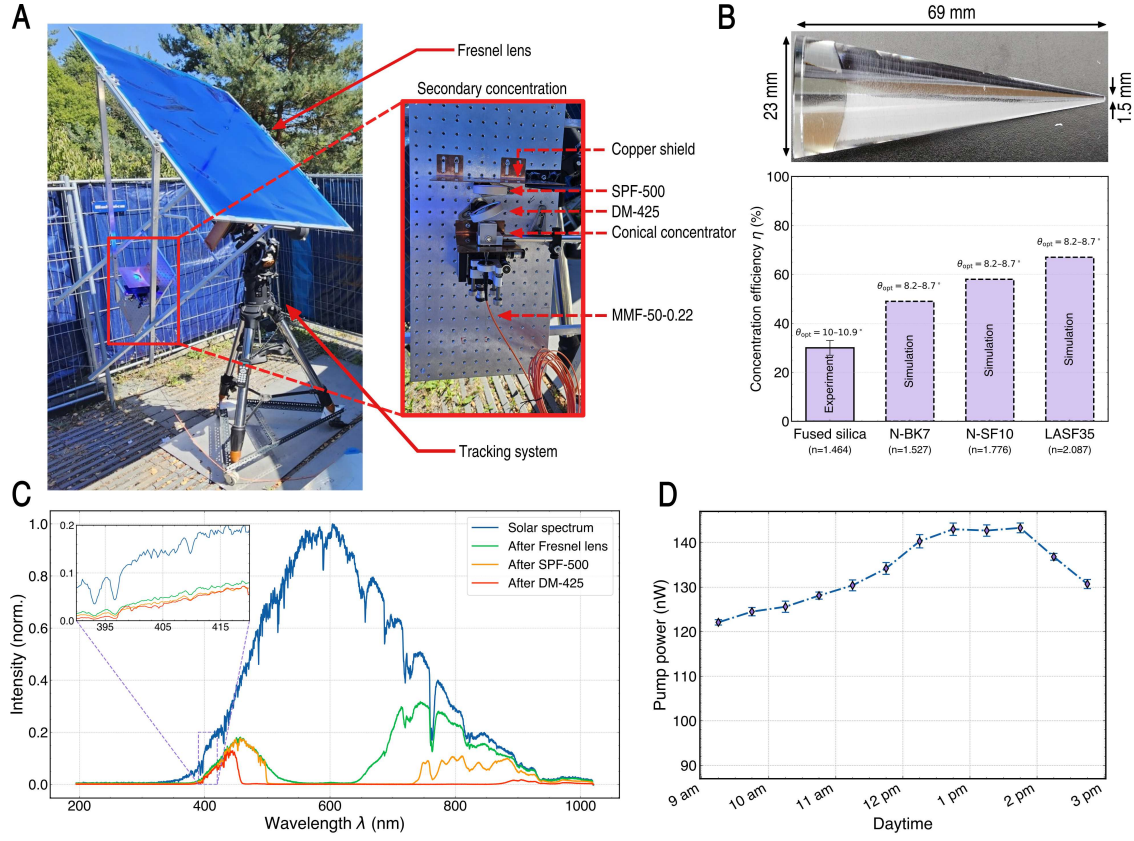 A
Fresnel lens
Secondary concentration
Copper shield
SPF-500
DM-425
Conical concentrator
MMF-50-0.22
Tracking system
B
69 mm
23 mm
1.5 mm
Concentration efficiency η (%)
100
80
60
40
20
0
θopt = 10–10.9°
θopt = 8.2–8.7°
θopt = 8.2–8.7°
θopt = 8.2–8.7°
Experiment
Simulation
Simulation
Simulation
Fused silica
(n=1.464)
N-BK7
(n=1.527)
N-SF10
(n=1.776)
LASF35
(n=2.087)
C
Intensity (norm.)
1.0
0.8
0.6
0.4
0.2
0.0
0.2
0.1
0.0
395 405 415
Solar spectrum
After Fresnel lens
After SPF-500
After DM-425
200 400 600 800 1000
Wavelength λ (nm)
D
Pump power (nW)
140
130
120
110
100
90
9 am 10 am 11 am 12 pm 1 pm 2 pm 3 pm
Daytime